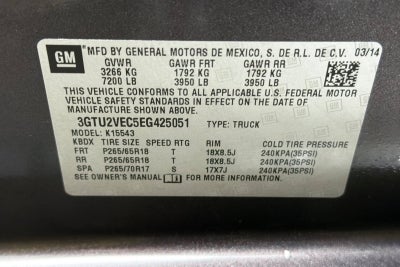 GM MFD BY GENERAL MOTORS DE MEXICO, S. DE R.L. DE C.V. 03/14
GVWR GAWR FRT GAWR RR
3266 KG 1792 KG 1792 KG
7200 LB 3950 LB 3950 LB
THIS VEHICLE CONFORMS TO ALL APPLICABLE
VEHICLE SAFETY STANDARDS IN EFFECT ON THE DATE OF
MANUFACTURE SHOWN ABOVE.
3GTU2VEC5EG425051 TYPE: TRUCK
MODEL: K15543
KBDX TIRE SIZE SPEED RTG RIM COLD TIRE PRESSURE
FRT P265/65R18 T 18X8.5J 240KPA(35PSI)
RR P265/65R18 T 18X8.5J 240KPA(35PSI)
SPA P265/70R17 S 17X7J 240KPA(35PSI)
SEE OWNER'S MANUAL FOR ADDITIONAL INFORMATION.